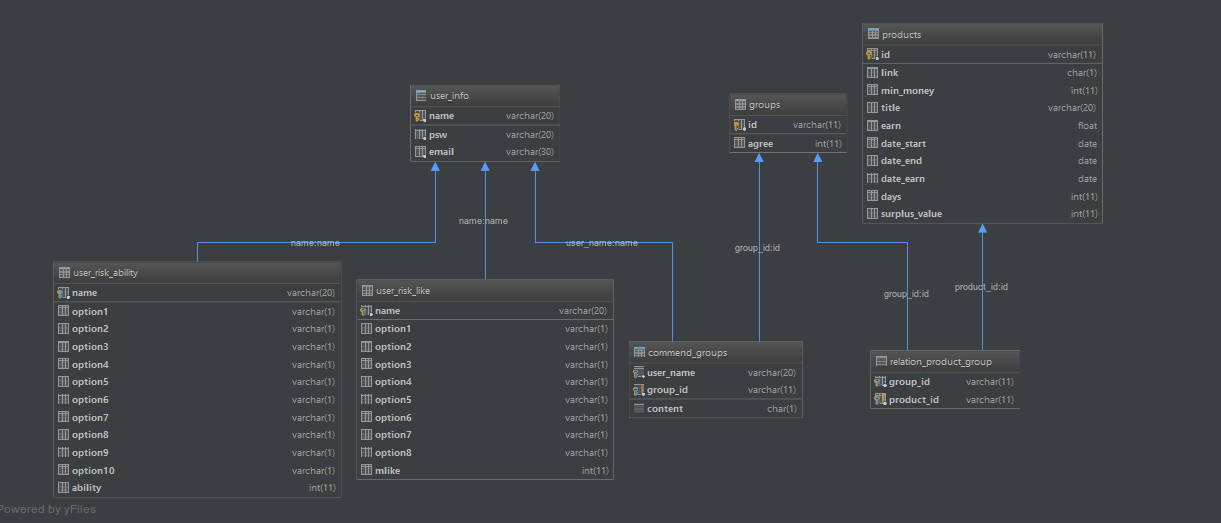 products
id varchar(11)
link char(1)
min_money int(11)
title varchar(20)
earn float
date_start date
date_end date
date_earn date
days int(11)
surplus_value int(11)
user_info
name varchar(20)
psw varchar(20)
email varchar(30)
groups
id varchar(11)
agree int(11)
name:name
name:name
user_name:name
group_id:id
group_id:id
product_id:id
user_risk_ability
name varchar(20)
option1 varchar(1)
option2 varchar(1)
option3 varchar(1)
option4 varchar(1)
option5 varchar(1)
option6 varchar(1)
option7 varchar(1)
option8 varchar(1)
option9 varchar(1)
option10 varchar(1)
ability int(11)
user_risk_like
name varchar(20)
option1 varchar(1)
option2 varchar(1)
option3 varchar(1)
option4 varchar(1)
option5 varchar(1)
option6 varchar(1)
option7 varchar(1)
option8 varchar(1)
mlike int(11)
commend_groups
user_name varchar(20)
group_id varchar(11)
content char(1)
relation_product_group
group_id varchar(11)
product_id varchar(11)
Powered by yFiles